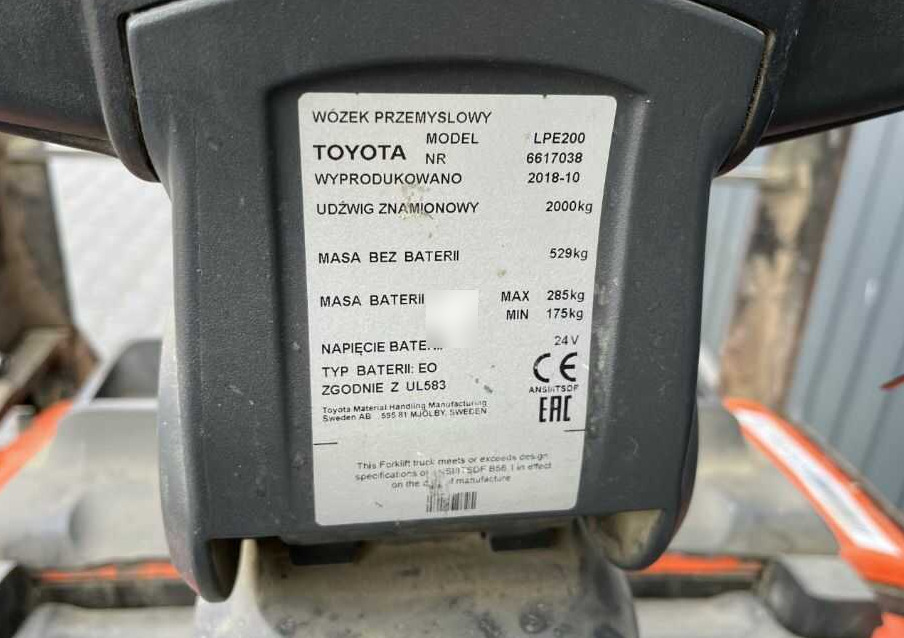 WÓZEK PRZEMYSLOWY
TOYOTA MODEL LPE200
NR 6617038
WYPRODUKOWANO 2018-10
UDŹWIG ZNAMIONOWY 2000kg
MASA BEZ BATERII 529kg
MASA BATERII MAX 285kg
MIN 175kg
NAPIĘCIE 24V
TYP BATERII: EO
ZGODNIE Z UL583
CE
ANSI/ITSDF
EAC
Toyota Material Handling Manufacturing
Sweden AB 595 81 MJÖLBY, SWEDEN
This Forklift truck meets or exceeds design
specifications of ANSI/ITSDF B56.1 in effect
on the of manufacture